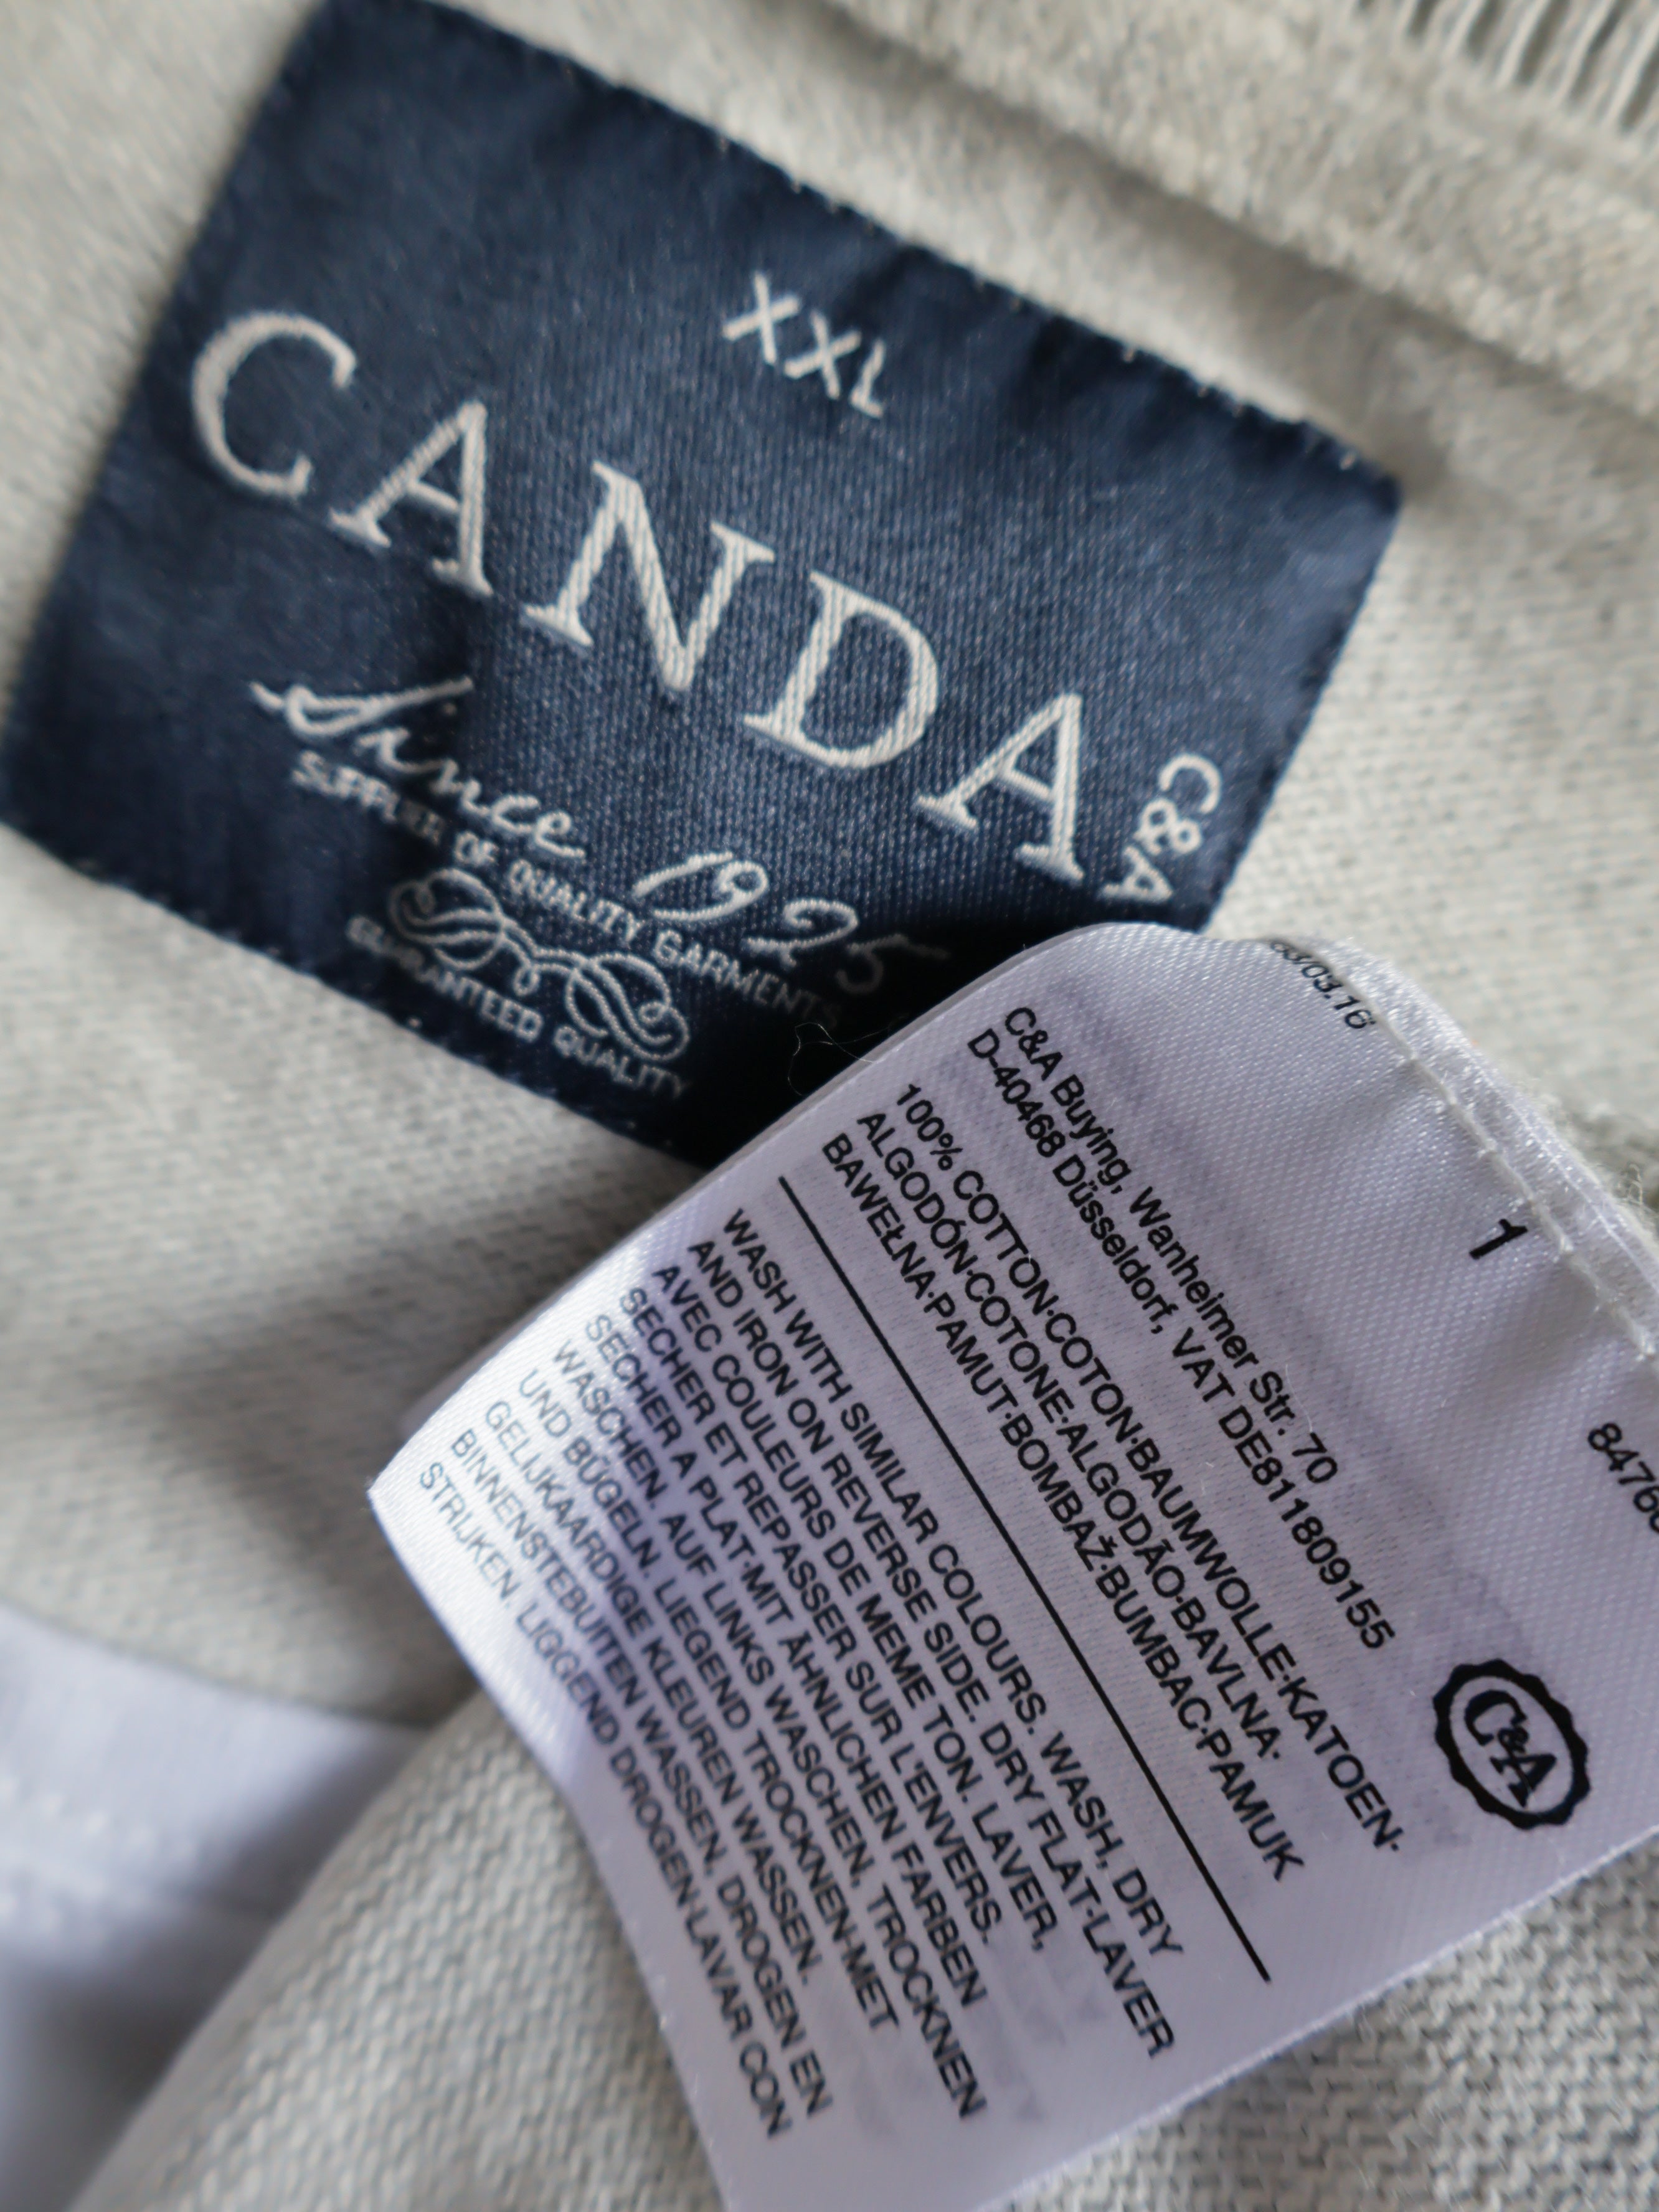 XXL
CANDA
C&A
Since 1925
SUPPLIER OF QUALITY GARMENTS
GUARANTEED QUALITY
1
C&A
C&A Buying, Wanheimer Str. 70
D-40468 Düsseldorf, VAT DE811809155
100% COTTON·COTON·BAUMWOLLE·KATOEN·
ALGODÓN·COTONE·ALGODÃO·BAVLNA·
BAWEŁNA·PAMUT·BOMBAŽ·BUMBAC·PAMUK
WASH WITH SIMILAR COLOURS. WASH, DRY
AND IRON ON REVERSE SIDE. DRY FLAT·LAVER
AVEC COULEURS DE MEME TON. LAVER,
SECHER ET REPASSER SUR L'ENVERS.
SECHER A PLAT·MIT ÄHNLICHEN FARBEN
WASCHEN. AUF LINKS WASCHEN, TROCKNEN
UND BÜGELN. LIEGEND TROCKNEN·MET
GELIJKAARDIGE KLEUREN WASSEN.
BINNENSTEBUITEN WASSEN, DROGEN EN
STRIJKEN. LIGGEND DROGEN·LAVAR CON